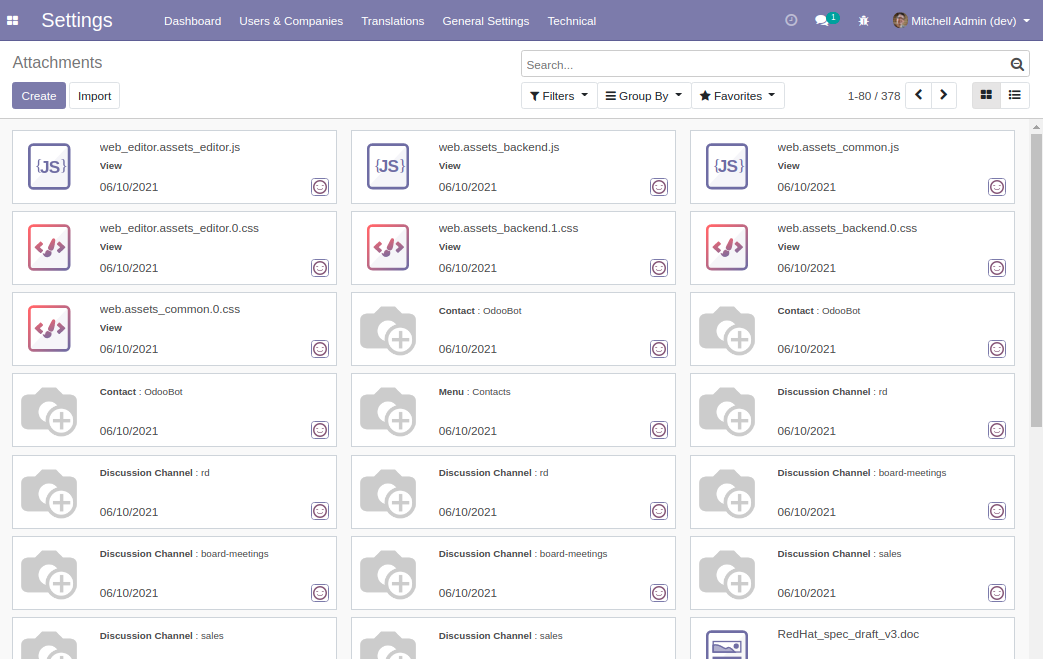 Settings Dashboard Users & Companies Translations General Settings Technical 1 Mitchell Admin (dev)
Attachments Search...
Create Import Filters Group By Favorites 1-80 / 378
{JS} web_editor.assets_editor.js
View
06/10/2021
{JS} web.assets_backend.js
View
06/10/2021
{JS} web.assets_common.js
View
06/10/2021
web_editor.assets_editor.0.css
View
06/10/2021
web.assets_backend.1.css
View
06/10/2021
web.assets_backend.0.css
View
06/10/2021
web.assets_common.0.css
View
06/10/2021
Contact : OdooBot
06/10/2021
Contact : OdooBot
06/10/2021
Contact : OdooBot
06/10/2021
Menu : Contacts
06/10/2021
Discussion Channel : rd
06/10/2021
Discussion Channel : rd
06/10/2021
Discussion Channel : rd
06/10/2021
Discussion Channel : board-meetings
06/10/2021
Discussion Channel : board-meetings
06/10/2021
Discussion Channel : board-meetings
06/10/2021
Discussion Channel : sales
06/10/2021
Discussion Channel : sales
Discussion Channel : sales
RedHat_spec_draft_v3.doc